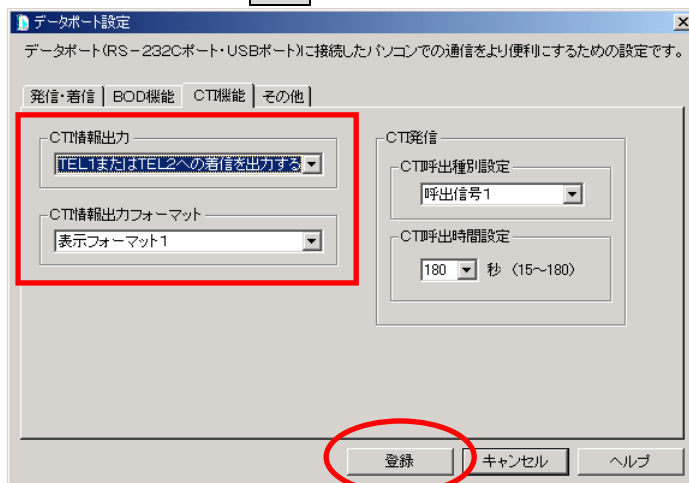 データポート設定
データポート(RS-232Cポート・USBポート)に接続したパソコンでの通信をより便利にするための設定です。
発信・着信 BOD機能 CTI機能 その他
CTI情報出力
TEL1またはTEL2への着信を出力する
CTI情報出力フォーマット
表示フォーマット1
CTI発信
CTI呼出種別設定
呼出信号1
CTI呼出時間設定
180 秒 (15~180)
登録 キャンセル ヘルプ